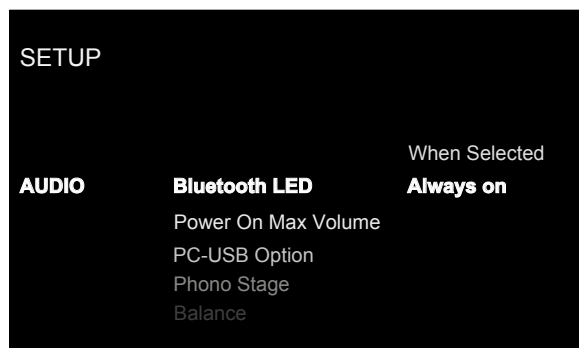 SETUP
When Selected
AUDIO Bluetooth LED Always on
Power On Max Volume
PC-USB Option
Phono Stage
Balance